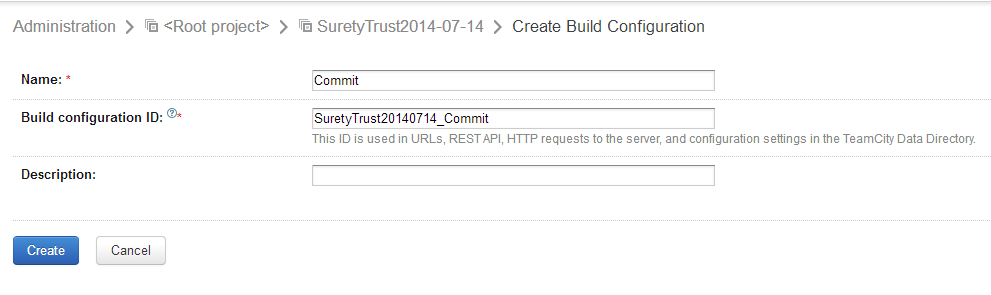 Administration > <Root project> > SuretyTrust2014-07-14 > Create Build Configuration
Name: * Commit
Build configuration ID: ?* SuretyTrust20140714_Commit
This ID is used in URLs, REST API, HTTP requests to the server, and configuration settings in the TeamCity Data Directory.
Description:
Create Cancel